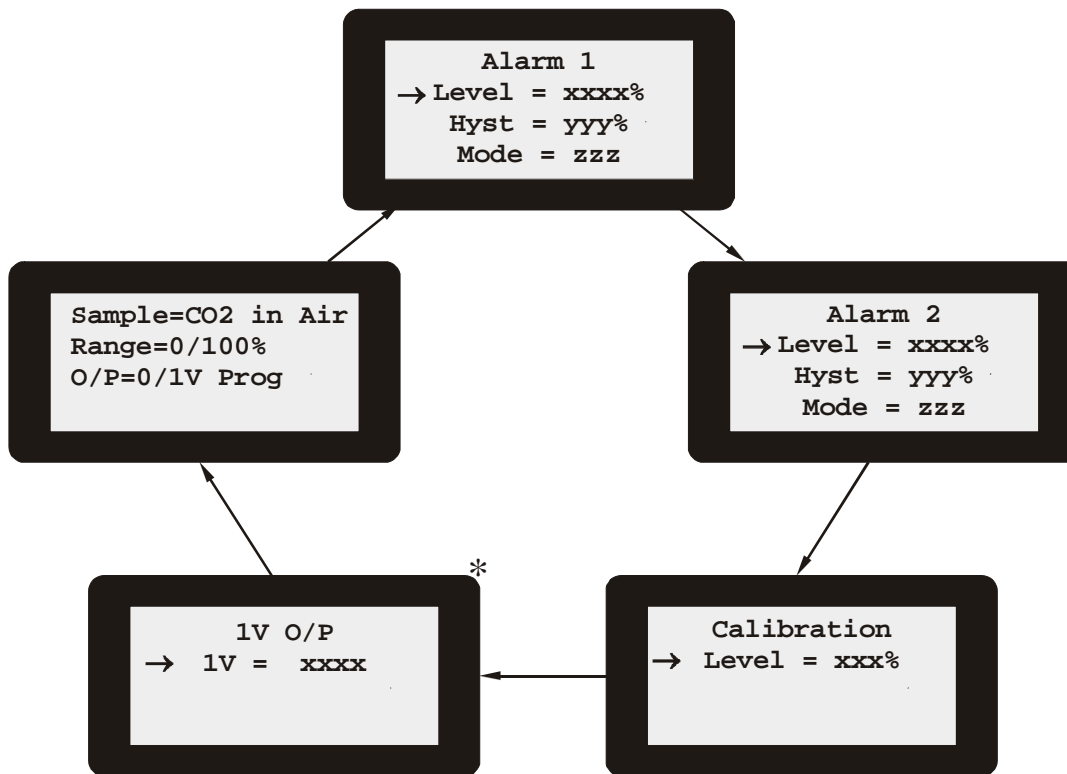 Alarm 1
→ Level = xxxx%
Hyst = yyy%
Mode = zzz
Sample=CO2 in Air
Range=0/100%
O/P=0/1V Prog
Alarm 2
→ Level = xxxx%
Hyst = yyy%
Mode = zzz
*
1V O/P
→ 1V = xxxx
Calibration
→ Level = xxx%